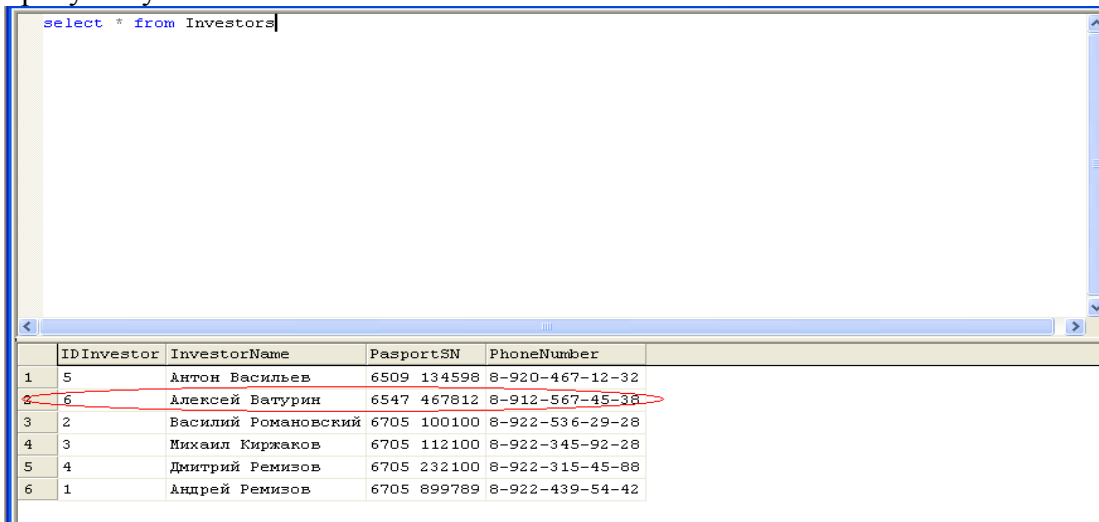 select * from Investors
IDInvestor InvestorName PasportSN PhoneNumber
1 5 Антон Васильев 6509 134598 8-920-467-12-32
2 6 Алексей Ватурин 6547 467812 8-912-567-45-38
3 2 Василий Романовский 6705 100100 8-922-536-29-28
4 3 Михаил Киржаков 6705 112100 8-922-345-92-28
5 4 Дмитрий Ремизов 6705 232100 8-922-315-45-88
6 1 Андрей Ремизов 6705 899789 8-922-439-54-42